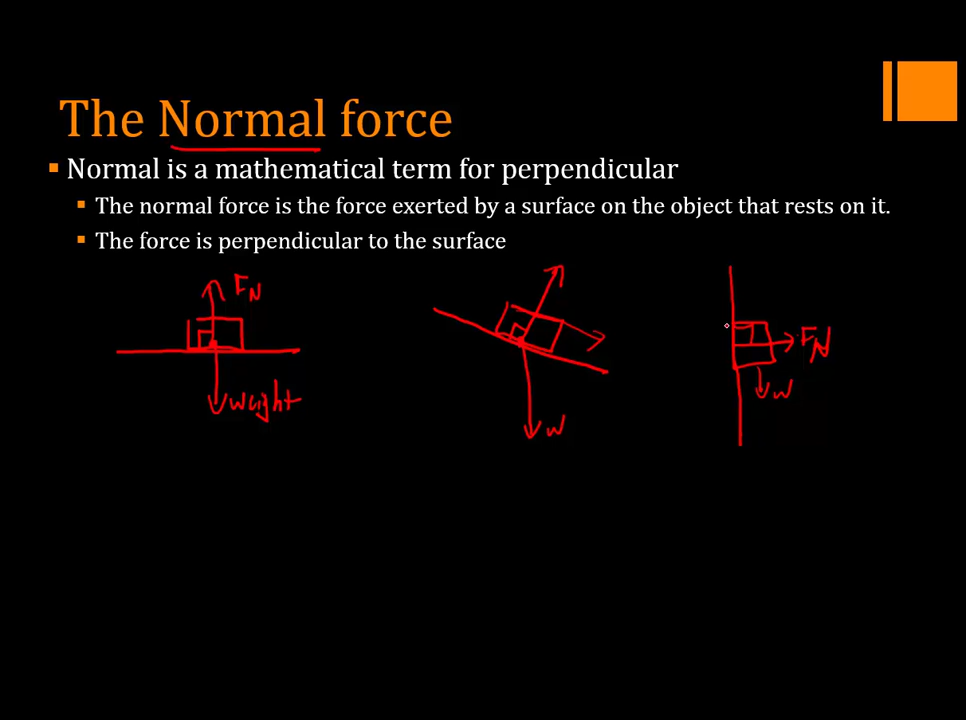 The Normal force
Normal is a mathematical term for perpendicular
The normal force is the force exerted by a surface on the object that rests on it.
The force is perpendicular to the surface
FN
weight
W
FN
W